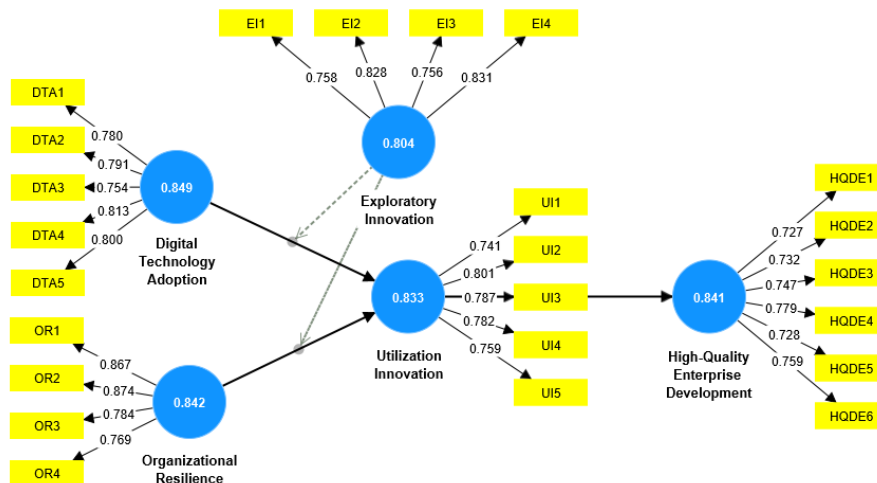 EI1
EI2
EI3
EI4
0.758
0.828
0.756
0.831
0.804
Exploratory
Innovation
DTA1
DTA2
DTA3
DTA4
DTA5
0.780
0.791
0.754
0.813
0.800
0.849
Digital
Technology
Adoption
OR1
OR2
OR3
OR4
0.867
0.874
0.784
0.769
0.842
Organizational
Resilience
0.833
Utilization
Innovation
0.741
0.801
0.787
0.782
0.759
UI1
UI2
UI3
UI4
UI5
0.841
High-Quality
Enterprise
Development
0.727
0.732
0.747
0.779
0.728
0.759
HQDE1
HQDE2
HQDE3
HQDE4
HQDE5
HQDE6